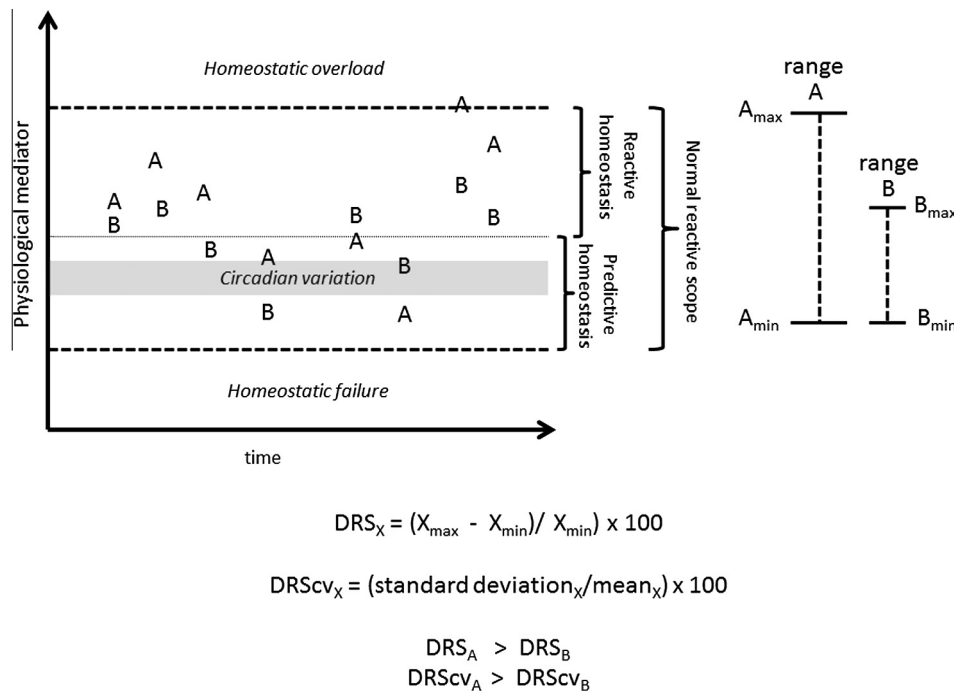 Physiological mediator
Homeostatic overload
A
A
A
B
B
A
B
A
B
B
A
B
A
A
B
A
B
Circadian variation
Homeostatic failure
time
Reactive
homeostasis
Predictive
homeostasis
Normal reactive scope
range
A
Amax
Amin
range
B
Bmax
Bmin
DRSX = (Xmax - Xmin)/ Xmin) x 100
DRScvX = (standard deviationX/meanX) x 100
DRSA > DRSB
DRScvA > DRScvB